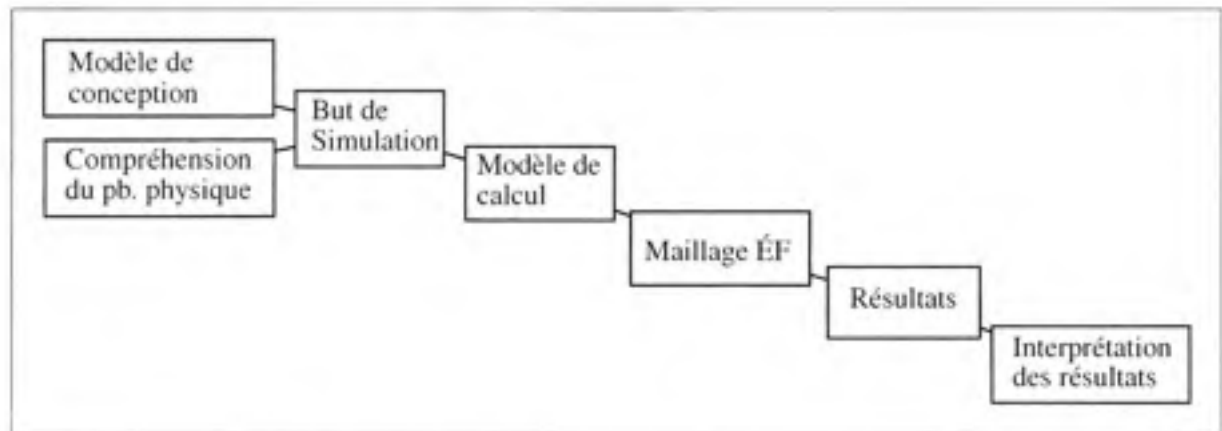 Modèle de
conception
Compréhension
du pb. physique
But de
Simulation
Modèle de
calcul
Maillage ÉF
Résultats
Interprétation
des résultats